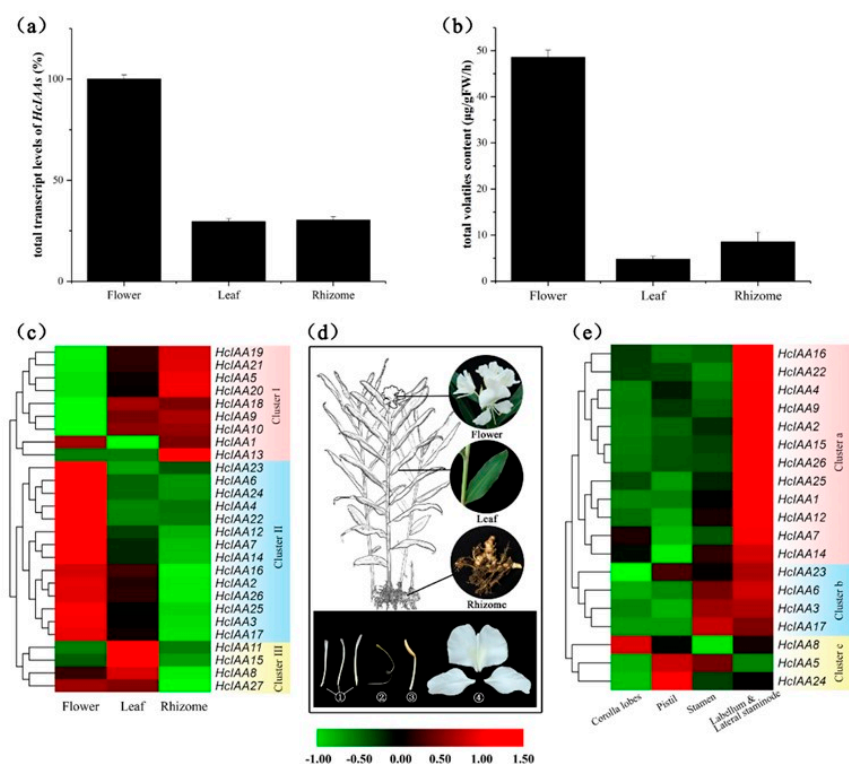 (a)
total transcript levels of HcIAAs (%)
100
50
0
Flower Leaf Rhizome
(b)
total volatiles content (μg/gFW/h)
50
40
30
20
10
0
Flower Leaf Rhizome
(c)
HcIAA19
HcIAA21
HcIAA5
HcIAA20
HcIAA18
HcIAA9
HcIAA10
HcIAA1
HcIAA13
HcIAA23
HcIAA6
HcIAA24
HcIAA4
HcIAA22
HcIAA12
HcIAA7
HcIAA14
HcIAA16
HcIAA2
HcIAA26
HcIAA25
HcIAA3
HcIAA17
HcIAA11
HcIAA15
HcIAA8
HcIAA27
Cluster I
Cluster II
Cluster III
Flower Leaf Rhizome
(d)
Flower
Leaf
Rhizome
① ② ③ ④
-1.00 -0.50 0.00 0.50 1.00 1.50
(e)
HcIAA16
HcIAA22
HcIAA4
HcIAA9
HcIAA2
HcIAA15
HcIAA26
HcIAA25
HcIAA1
HcIAA12
HcIAA7
HcIAA14
HcIAA23
HcIAA6
HcIAA3
HcIAA17
HcIAA8
HcIAA5
HcIAA24
Cluster a
Cluster b
Cluster c
Corolla lobes
Pistil
Stamen
Labellum &
Lateral staminode